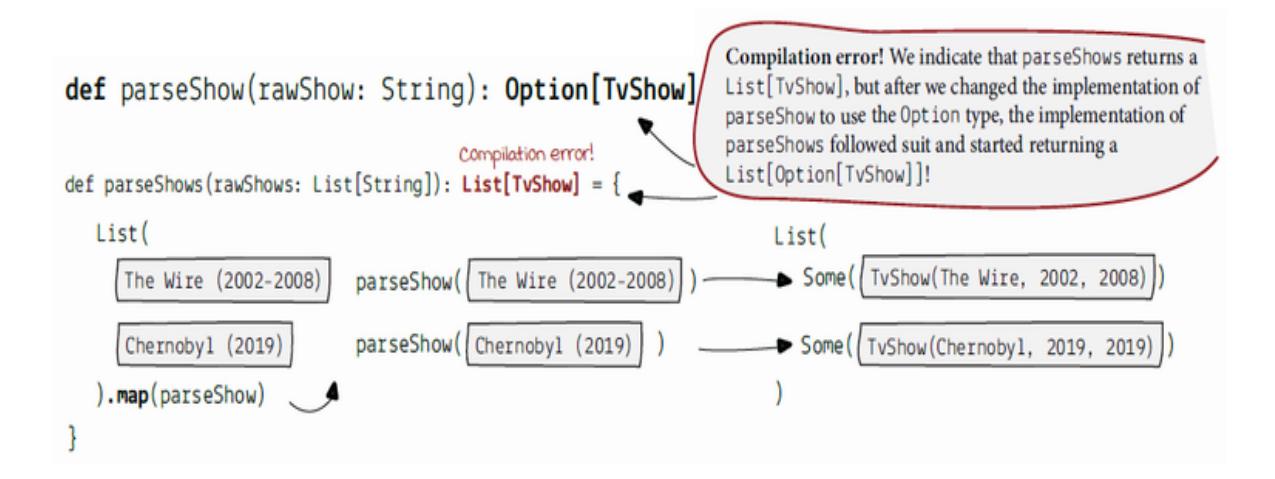 Compilation error! We indicate that parseShows returns a
List[TvShow], but after we changed the implementation of
parseShow to use the Option type, the implementation of
parseShows followed suit and started returning a
List[Option[TvShow]]!
def parseShow(rawShow: String): Option[TvShow]
Compilation error!
def parseShows(rawShows: List[String]): List[TvShow] = {
List( List(
The Wire (2002-2008) parseShow( The Wire (2002-2008) ) Some( TvShow(The Wire, 2002, 2008) )
Chernobyl (2019) parseShow( Chernobyl (2019) ) Some( TvShow(Chernobyl, 2019, 2019) )
).map(parseShow) )
}